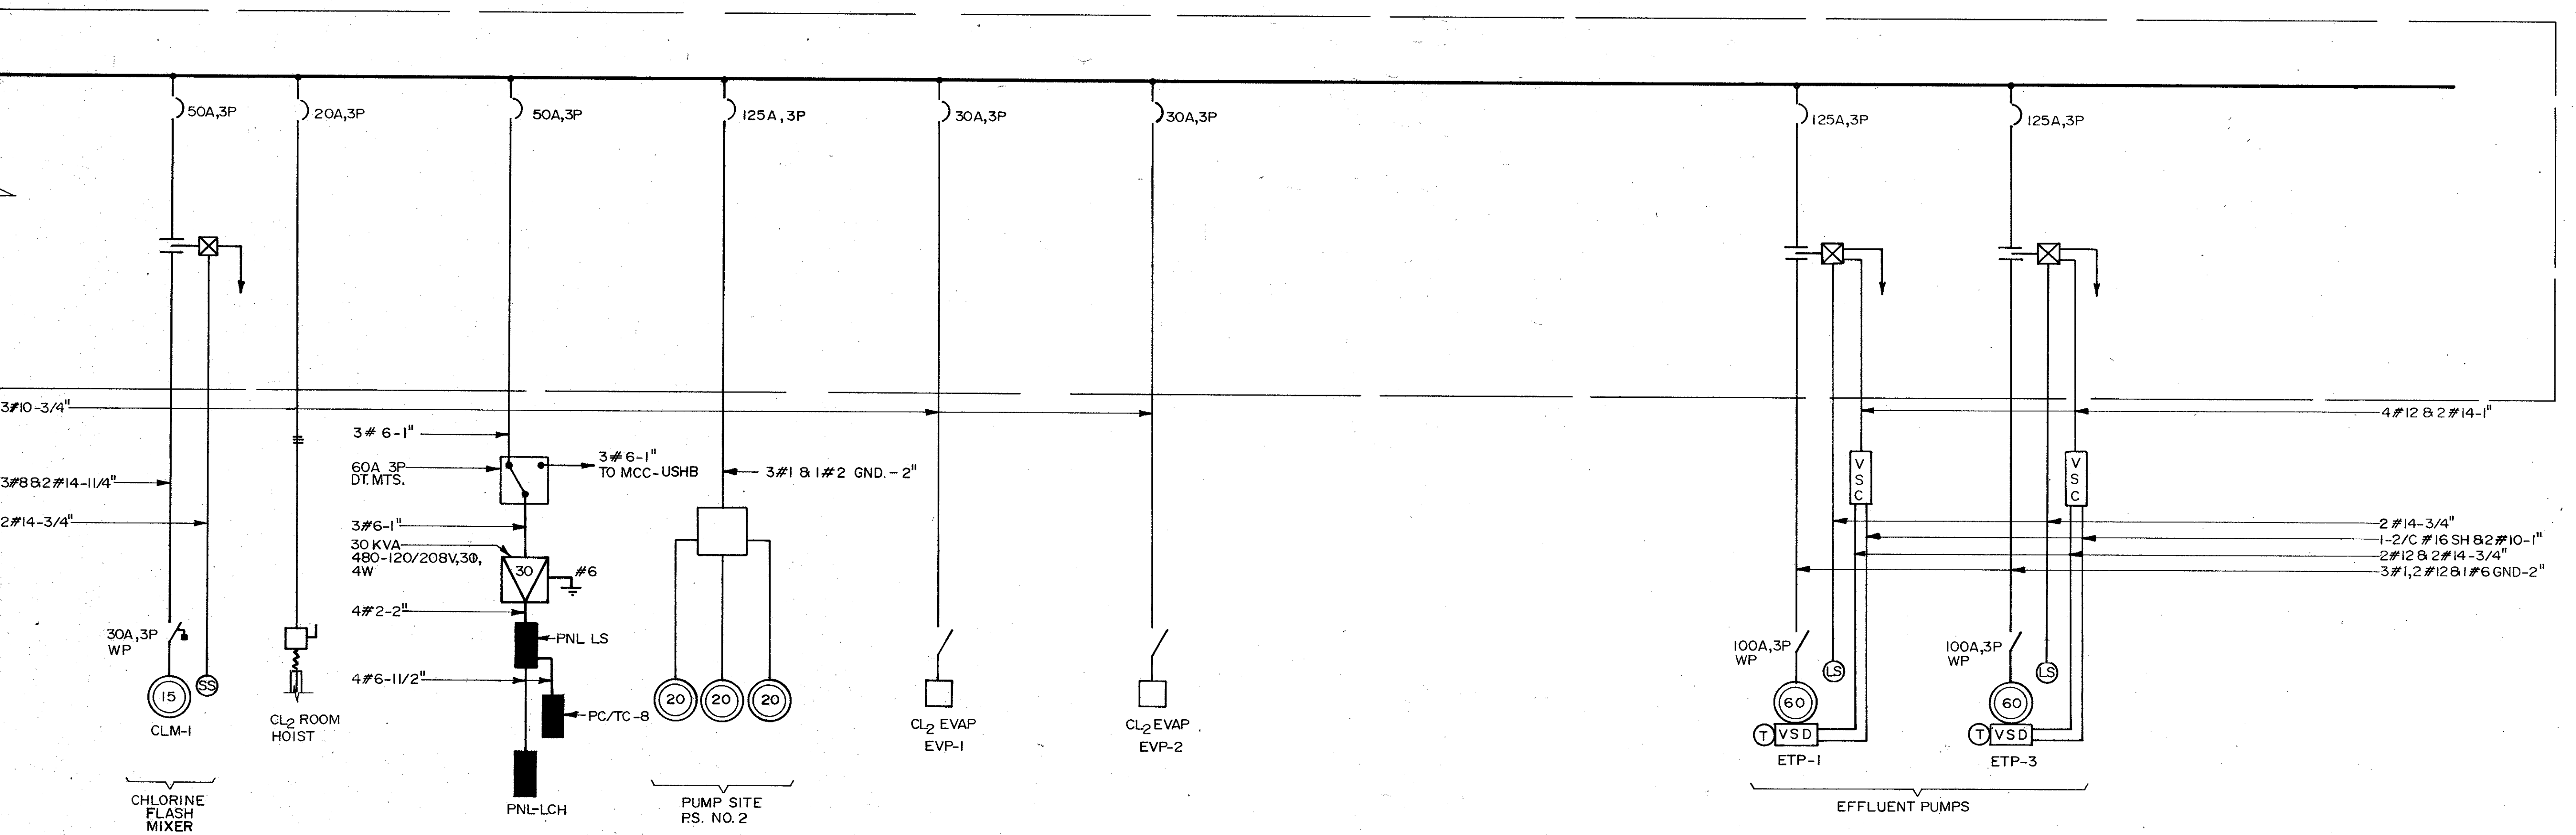 50A,3P
20A,3P
50A,3P
125A,3P
30A,3P
30A,3P
125A,3P
125A,3P
3#10-3/4"
4#12 & 2#14-1"
3#6-1"
60A 3P
DT. MTS.
3#6-1"
TO MCC-USHB
3#8 & 2#14-11/4"
3#1 & 1#2 GND.-2"
2#14-3/4"
3#6-1"
30 KVA
480-120/208V,3Φ,
4W
30
#6
4#2-2"
V
S
C
V
S
C
2#14-3/4"
1-2/C #16 SH & 2#10-1"
2#12 & 2#14-3/4"
3#1,2#12 & 1#6 GND-2"
30A,3P
WP
PNL LS
4#6-11/2"
PC/TC-8
100A,3P
WP
LS
100A,3P
WP
LS
15
SS
20
20
20
60
60
T
VSD
T
VSD
CLM-1
CL2 ROOM
HOIST
CL2 EVAP
EVP-1
CL2 EVAP
EVP-2
ETP-1
ETP-3
CHLORINE
FLASH
MIXER
PNL-LCH
PUMP SITE
P.S. NO. 2
EFFLUENT PUMPS